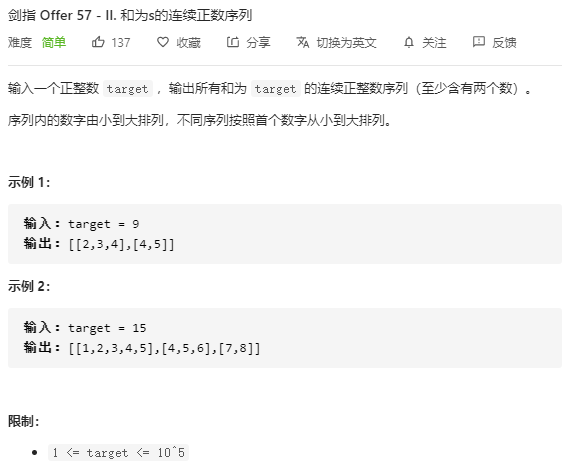 剑指 Offer 57 - II. 和为s的连续正数序列
难度 简单 137 收藏 分享 切换为英文 关注 反馈
输入一个正整数 target ，输出所有和为 target 的连续正整数序列（至少含有两个数）。
序列内的数字由小到大排列，不同序列按照首个数字从小到大排列。
示例 1：
输入：target = 9
输出：[[2,3,4],[4,5]]
示例 2：
输入：target = 15
输出：[[1,2,3,4,5],[4,5,6],[7,8]]
限制：
1 <= target <= 10^5